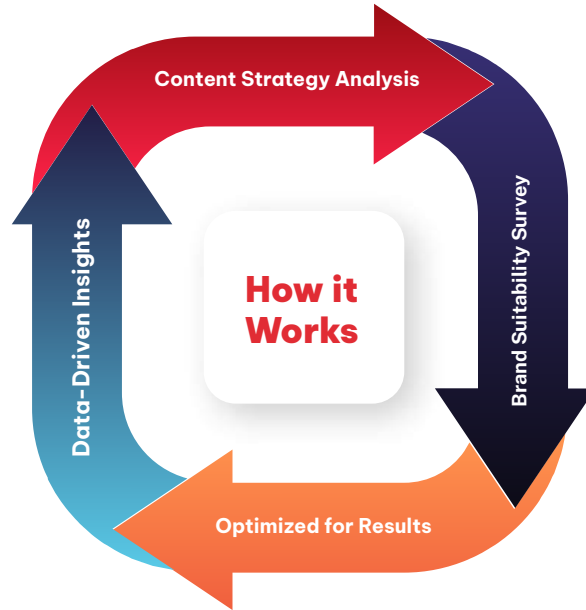 Content Strategy Analysis
Brand Suitability Survey
How it
Works
Data-Driven Insights
Optimized for Results